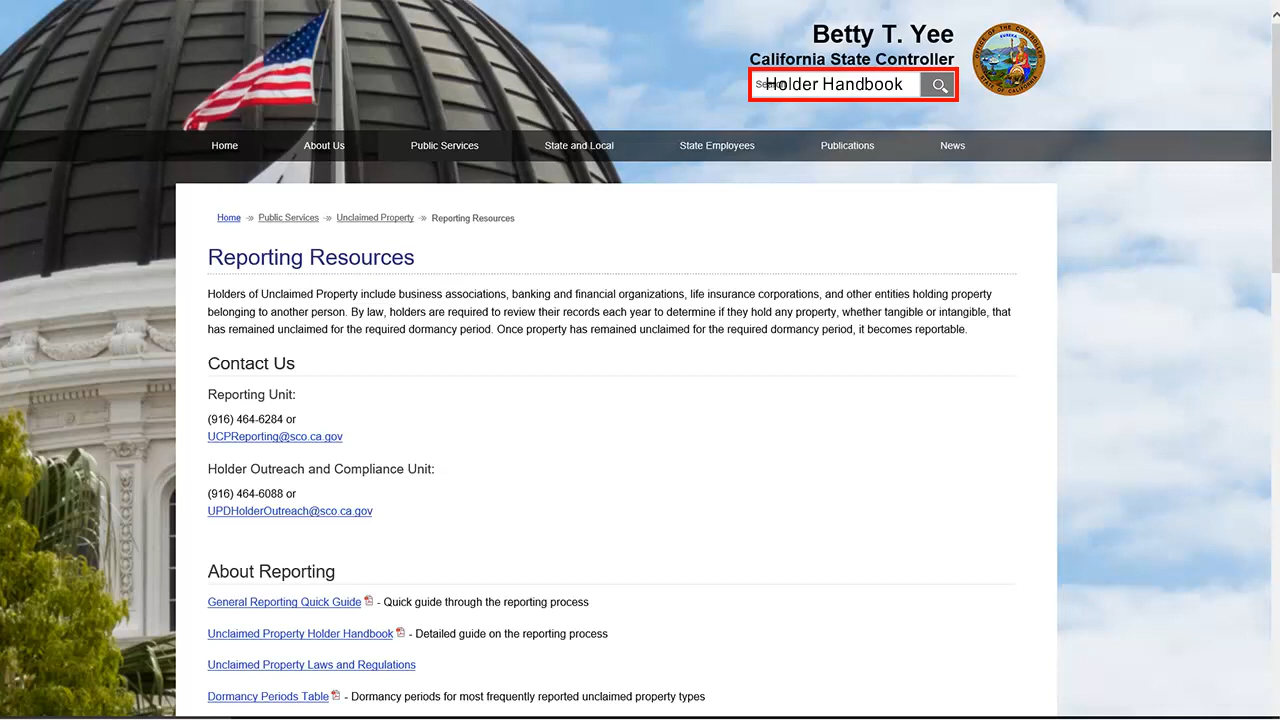 Betty T. Yee
California State Controller
Holder Handbook
Home About Us Public Services State and Local State Employees Publications News
Home Public Services Unclaimed Property Reporting Resources
Reporting Resources
Holders of Unclaimed Property include business associations, banking and financial organizations, life insurance corporations, and other entities holding property
belonging to another person. By law, holders are required to review their records each year to determine if they hold any property, whether tangible or intangible, that
has remained unclaimed for the required dormancy period. Once property has remained unclaimed for the required dormancy period, it becomes reportable.
Contact Us
Reporting Unit:
(916) 464-6284 or
UCPReporting@sco.ca.gov
Holder Outreach and Compliance Unit:
(916) 464-6088 or
UPDHolderOutreach@sco.ca.gov
About Reporting
General Reporting Quick Guide - Quick guide through the reporting process
Unclaimed Property Holder Handbook - Detailed guide on the reporting process
Unclaimed Property Laws and Regulations
Dormancy Periods Table - Dormancy periods for most frequently reported unclaimed property types